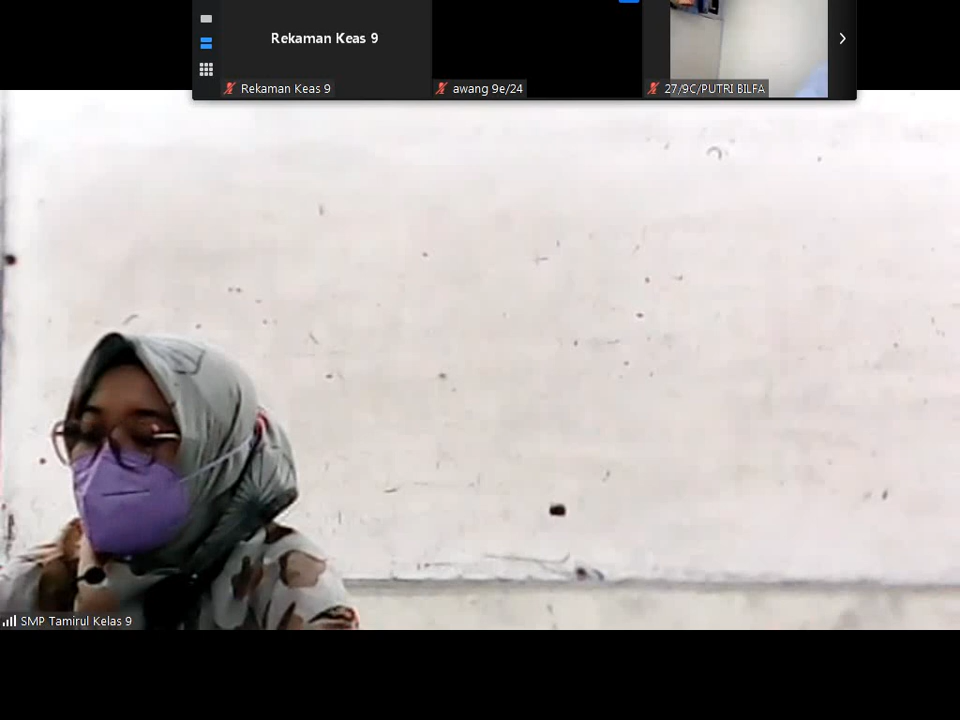 Rekaman Keas 9
Rekaman Keas 9
awang 9e/24
27/9C/PUTRI BILFA
SMP Tamirul Kelas 9